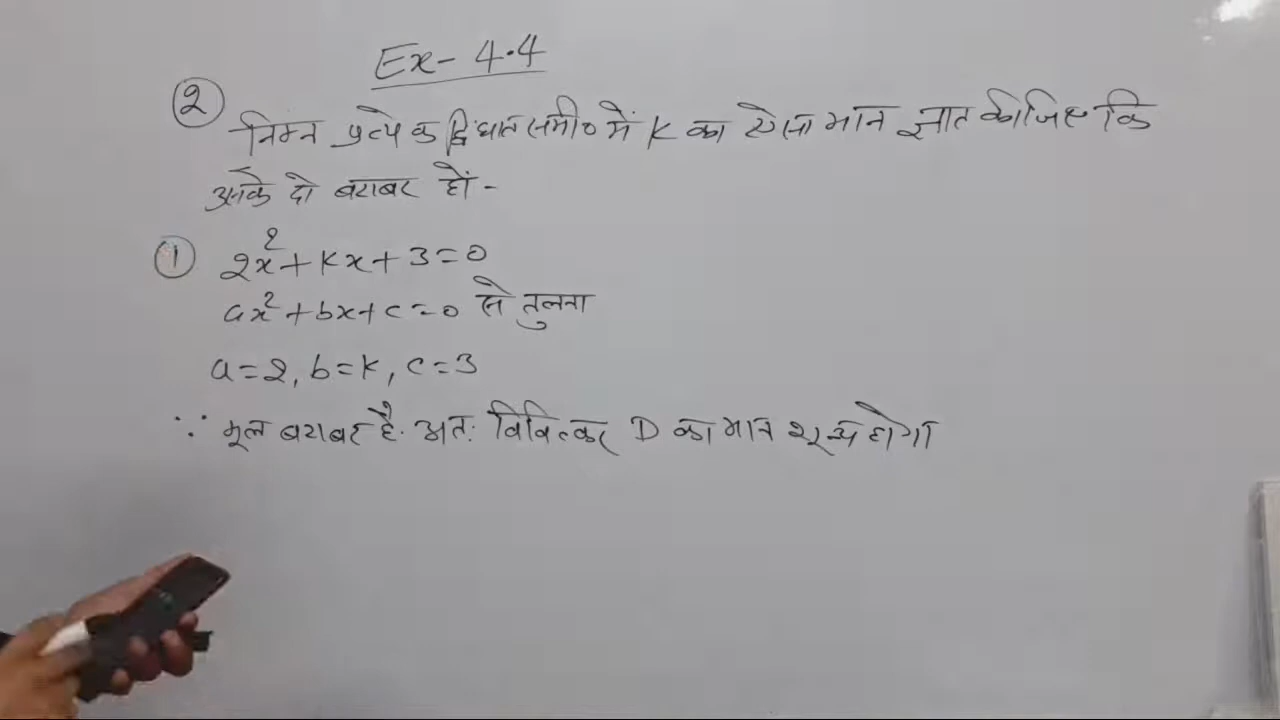 Ex- 4.4
② निम्न प्रत्येक द्विघात समी० में K का ऐसा मान ज्ञात कीजिए कि
उसके दो बराबर हों -
① 2x² + Kx + 3 = 0
ax² + bx + c = 0 से तुलना
a = 2, b = K, c = 3
∵ मूल बराबर है. अतः विविक्तकर D का मान शून्य होगा